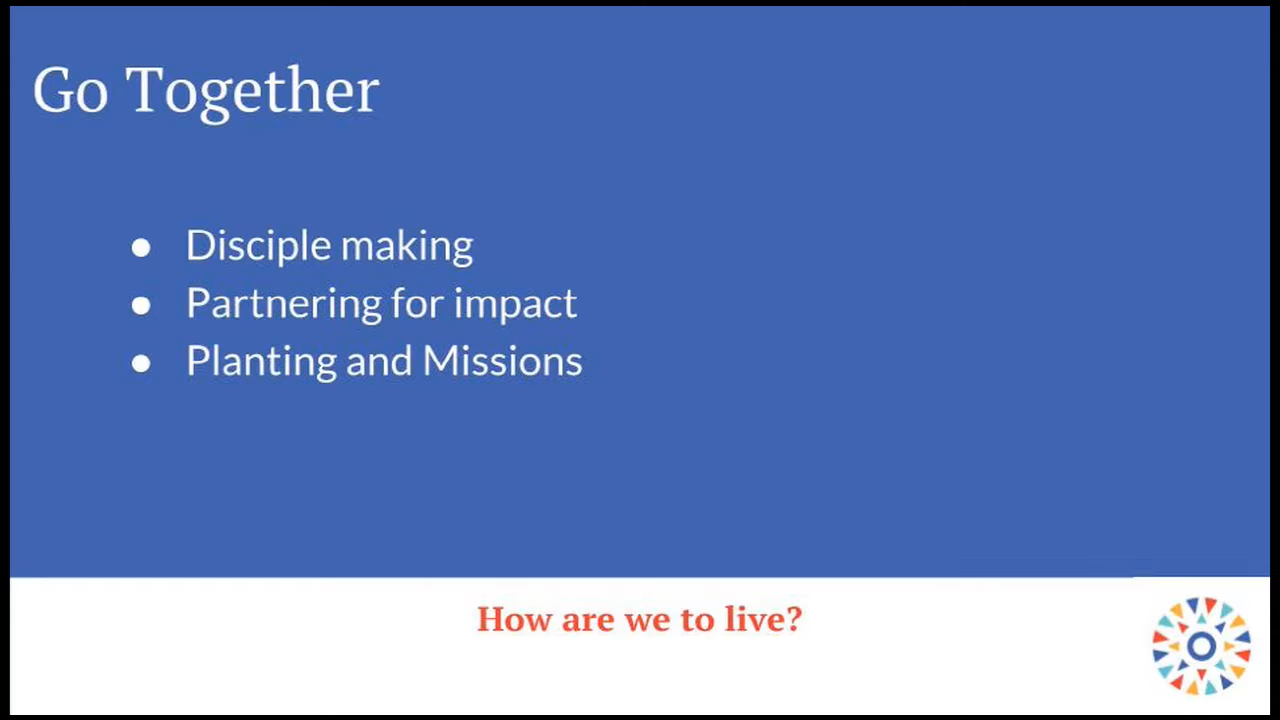 Go Together
● Disciple making
● Partnering for impact
● Planting and Missions
How are we to live?